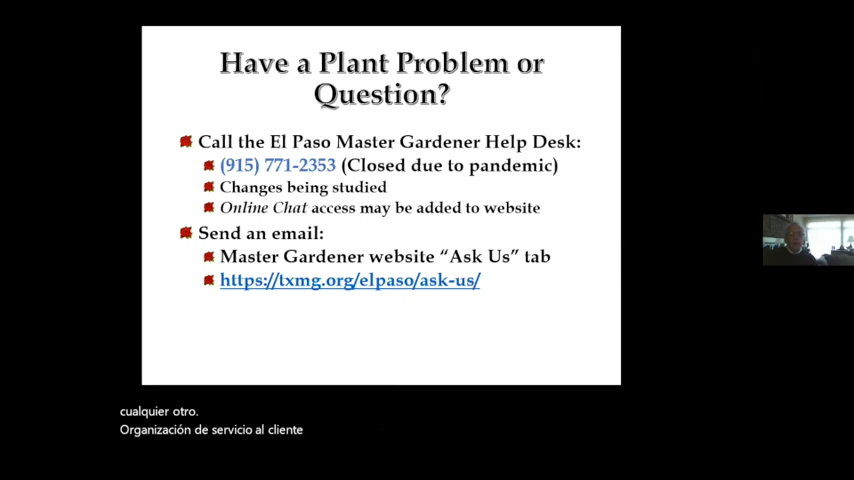 Have a Plant Problem or
Question?
Call the El Paso Master Gardener Help Desk:
(915) 771-2353 (Closed due to pandemic)
Changes being studied
Online Chat access may be added to website
Send an email:
Master Gardener website “Ask Us” tab
https://txmg.org/elpaso/ask-us/
cualquier otro.
Organización de servicio al cliente